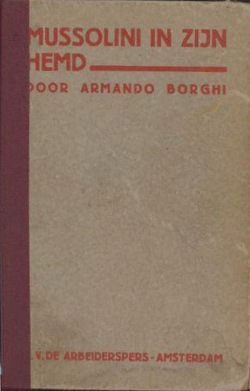 MUSSOLINI IN ZIJN
HEMD
DOOR ARMANDO BORGHI
.V. DE ARBEIDERSPERS - AMSTERDAM